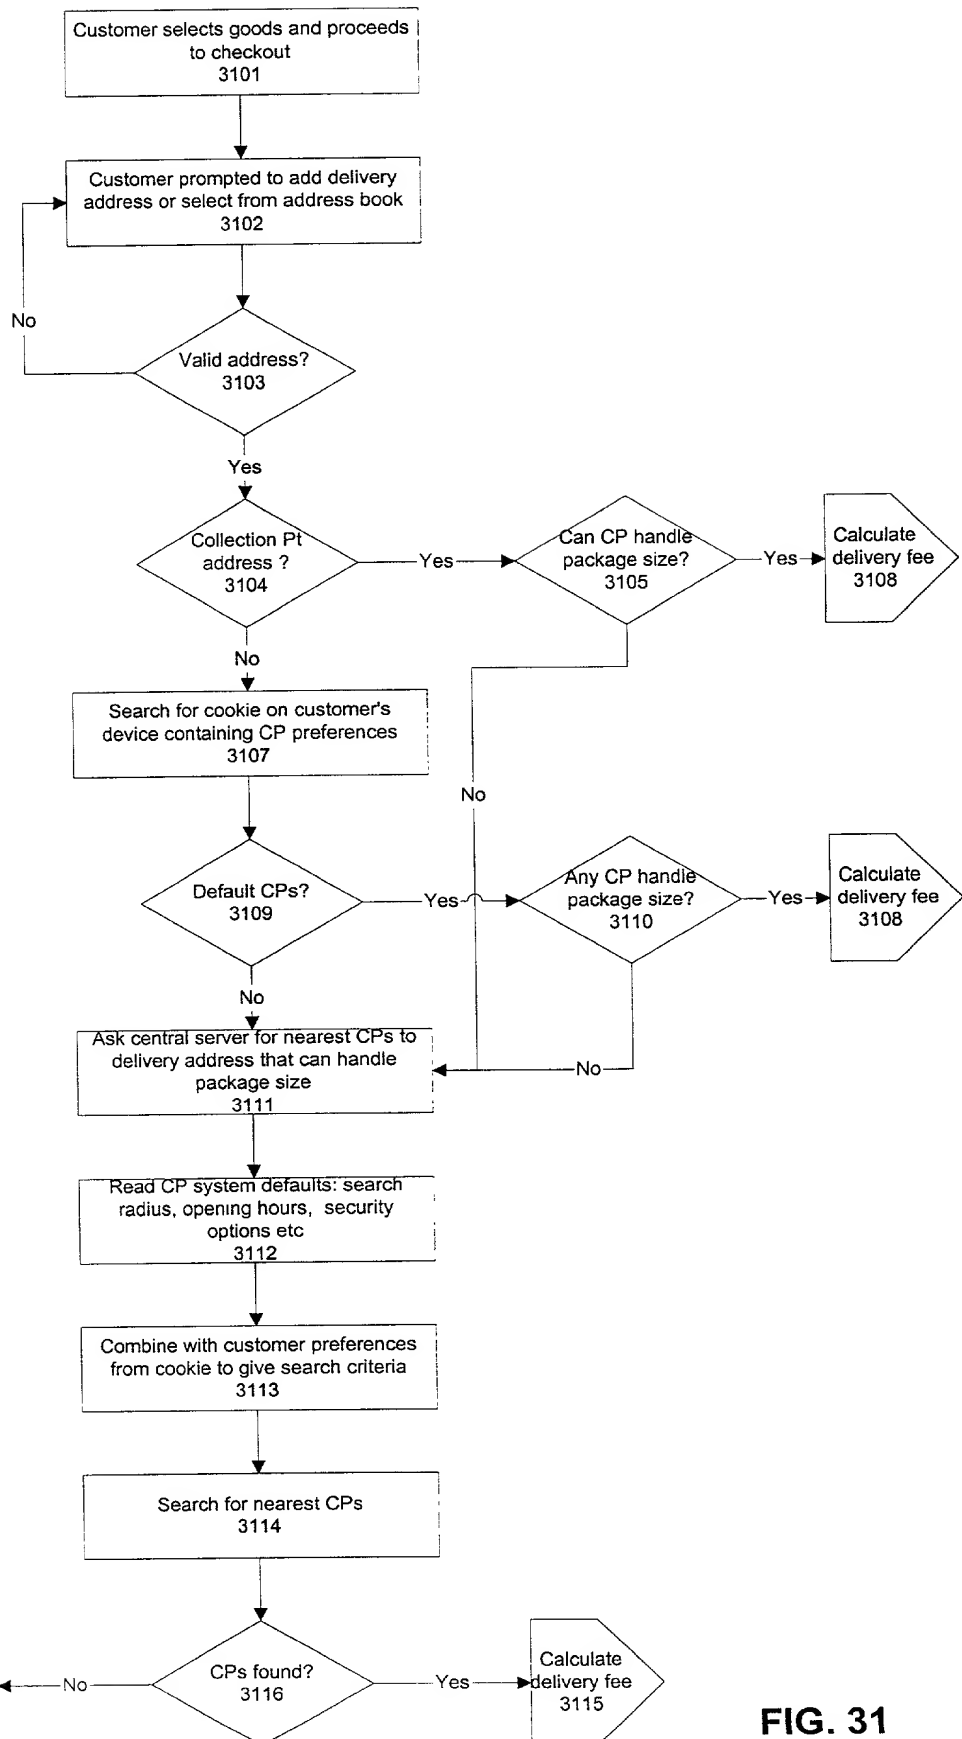 Customer selects goods and proceeds
to checkout
3101
Customer prompted to add delivery
address or select from address book
3102
No
Valid address?
3103
Yes
Collection Pt
address ?
3104
Yes
Can CP handle
package size?
3105
Yes
Calculate
delivery fee
3108
No
Search for cookie on customer's
device containing CP preferences
3107
No
Default CPs?
3109
Yes
Any CP handle
package size?
3110
Yes
Calculate
delivery fee
3108
No
Ask central server for nearest CPs to
delivery address that can handle
package size
3111
No
Read CP system defaults: search
radius, opening hours, security
options etc
3112
Combine with customer preferences
from cookie to give search criteria
3113
Search for nearest CPs
3114
No
CPs found?
3116
Yes
Calculate
delivery fee
3115
FIG. 31